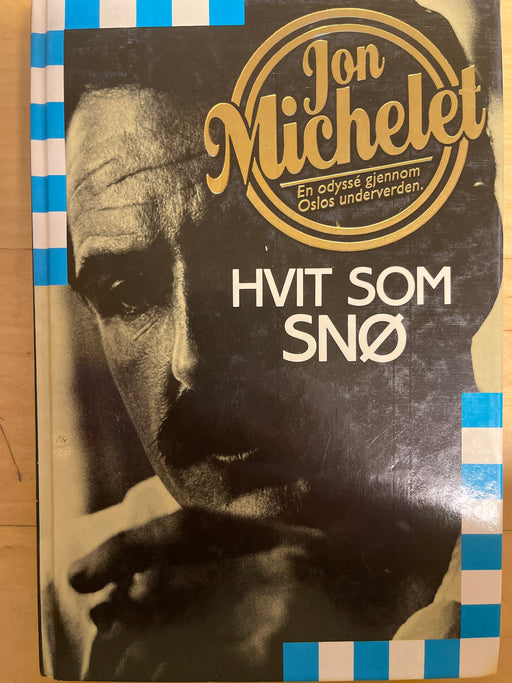 Jon
Michelet
En odyssé gjennom
Oslos underverden.
HVIT SOM
SNØ